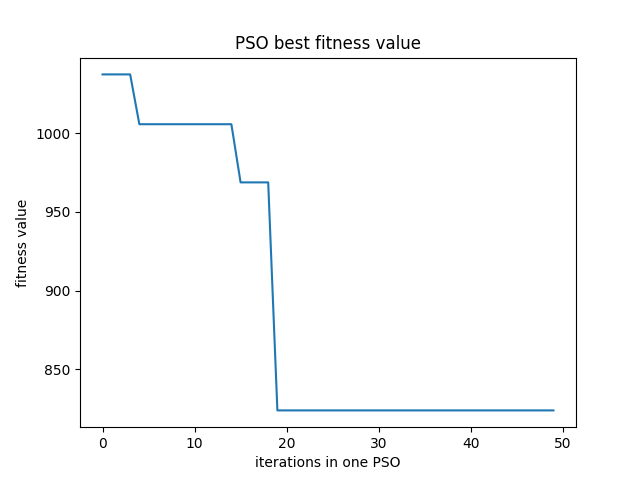 PSO best fitness value
fitness value
1000
950
900
850
0 10 20 30 40 50
iterations in one PSO